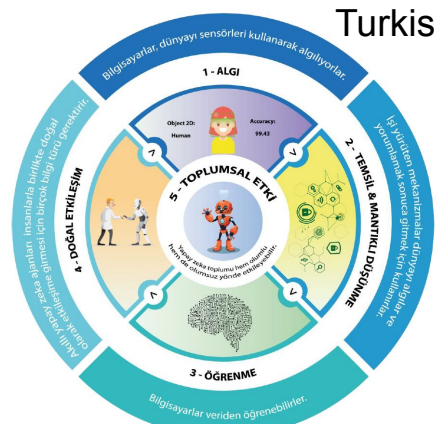 Turkis
Bilgisayarlar, dünyayı sensörleri kullanarak algılıyorlar.
1 - ALGI
Object 2D:
Human
Accuracy:
99.43
2 - TEMSİL & MANTIKLI DÜŞÜNME
İşi yürüten mekanizmalar dünyayı algılar ve
yorumlamak sonuca gitmek için kullanırlar.
3 - ÖĞRENME
Bilgisayarlar veriden öğrenebilirler.
4 - DOĞAL ETKİLEŞİM
Akıllı yapay zeka ajanları insanlarla birlikte doğal
olarak etkileşime girmesi için birçok bilgi türü gerektirir.
5 - TOPLUMSAL ETKİ
Yapay zeka toplumu hem olumlu
hem de olumsuz yönde etkileyebilir.